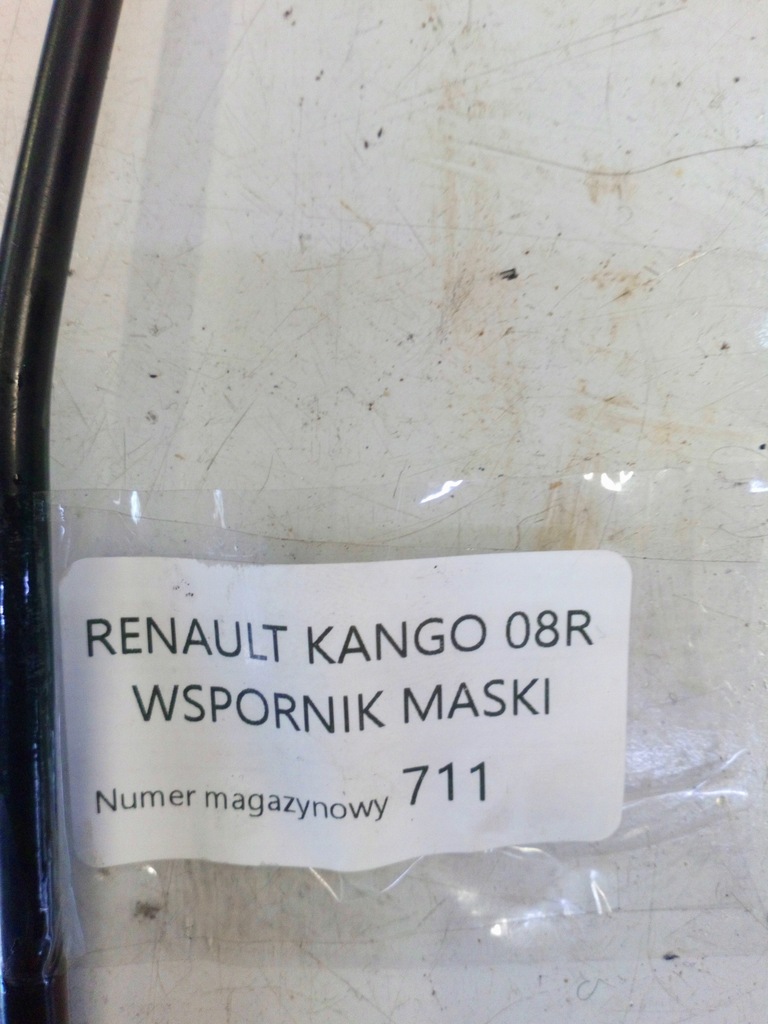 RENAULT KANGO 08R
WSPORNIK MASKI
Numer magazynowy 711